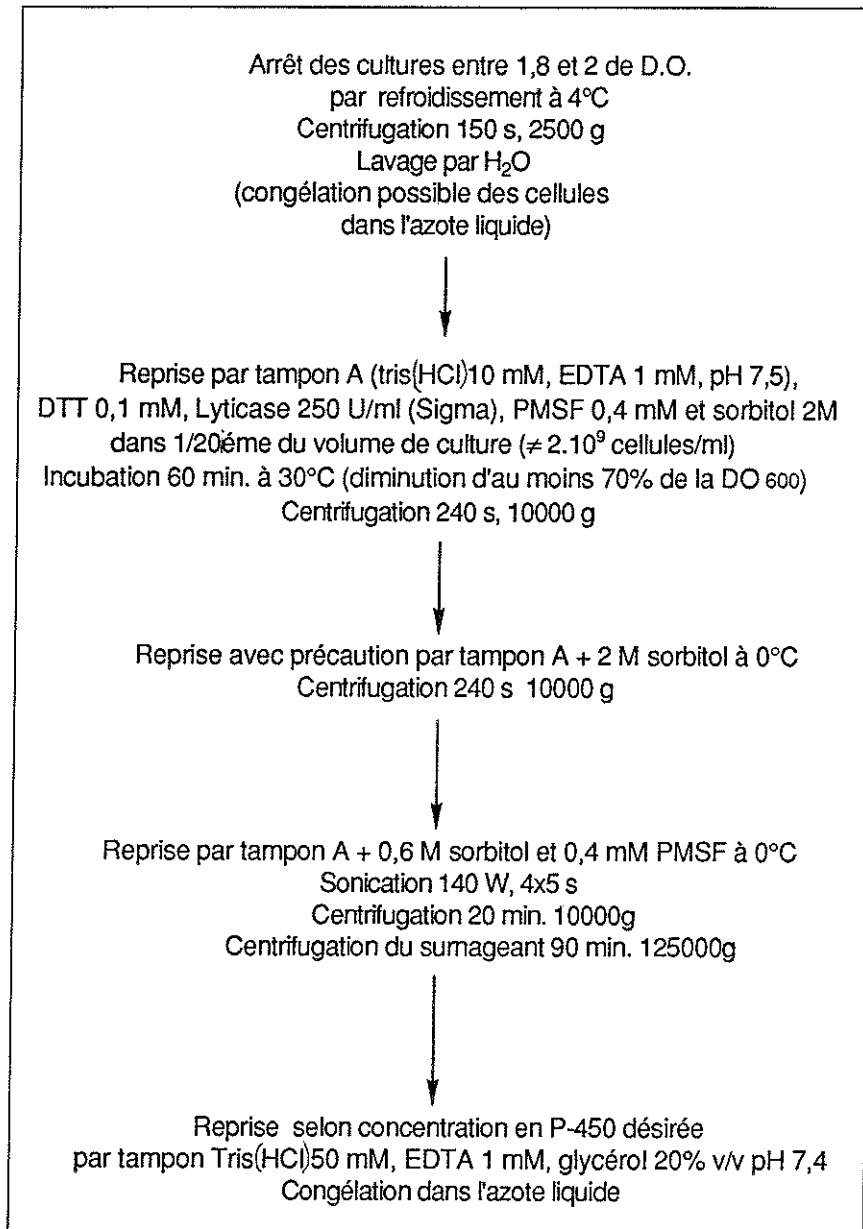 Arrêt des cultures entre 1,8 et 2 de D.O.
par refroidissement à 4°C
Centrifugation 150 s, 2500 g
Lavage par H₂O
(congélation possible des cellules
dans l'azote liquide)
Reprise par tampon A (tris(HCl)10 mM, EDTA 1 mM, pH 7,5),
DTT 0,1 mM, Lyticase 250 U/ml (Sigma), PMSF 0,4 mM et sorbitol 2M
dans 1/20iéme du volume de culture (≠ 2.10⁹ cellules/ml)
Incubation 60 min. à 30°C (diminution d'au moins 70% de la DO 600)
Centrifugation 240 s, 10000 g
Reprise avec précaution par tampon A + 2 M sorbitol à 0°C
Centrifugation 240 s 10000 g
Reprise par tampon A + 0,6 M sorbitol et 0,4 mM PMSF à 0°C
Sonication 140 W, 4x5 s
Centrifugation 20 min. 10000g
Centrifugation du surnageant 90 min. 125000g
Reprise selon concentration en P-450 désirée
par tampon Tris(HCl)50 mM, EDTA 1 mM, glycérol 20% v/v pH 7,4
Congélation dans l'azote liquide